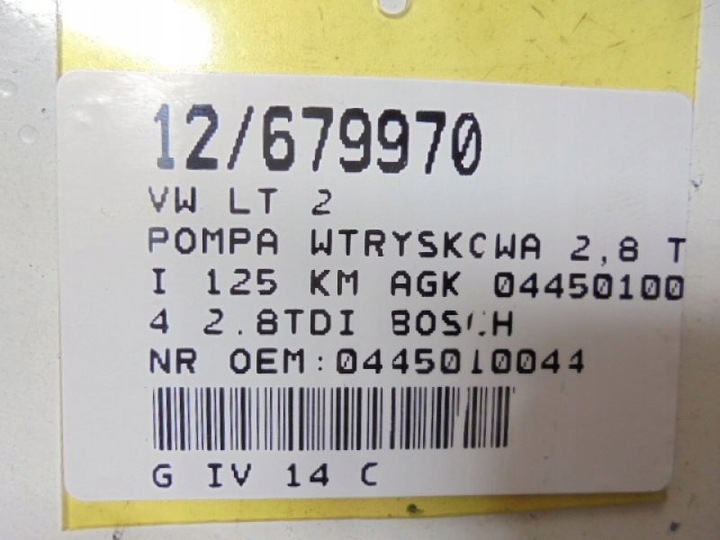 12/679970
VW LT 2
POMPA WTRYSKOWA 2,8 T
I 125 KM AGK 04450100
4 2.8TDI BOSCH
NR OEM:0445010044
G IV 14 C